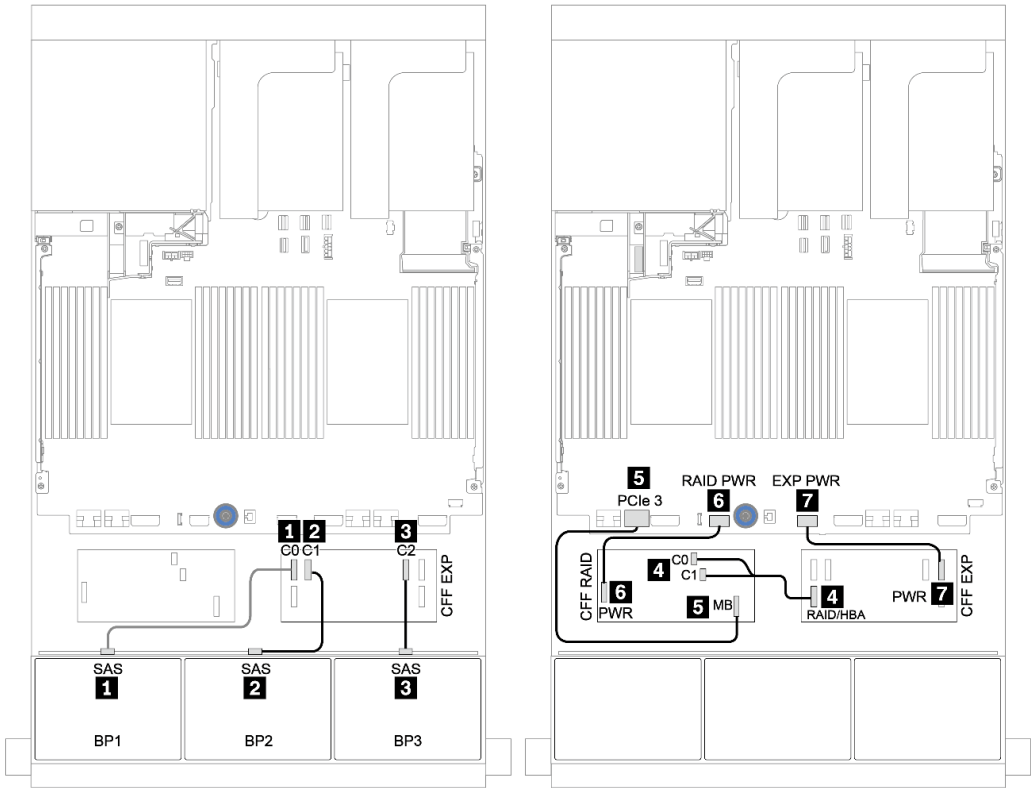 1 2 3
C0 C1 C2
CFF EXP
SAS SAS SAS
1 2 3
BP1 BP2 BP3
5 RAID PWR EXP PWR
PCIe 3 6 7
CFF RAID
4 C0
C1
6
PWR
5 MB
4
RAID/HBA
PWR 7
CFF EXP